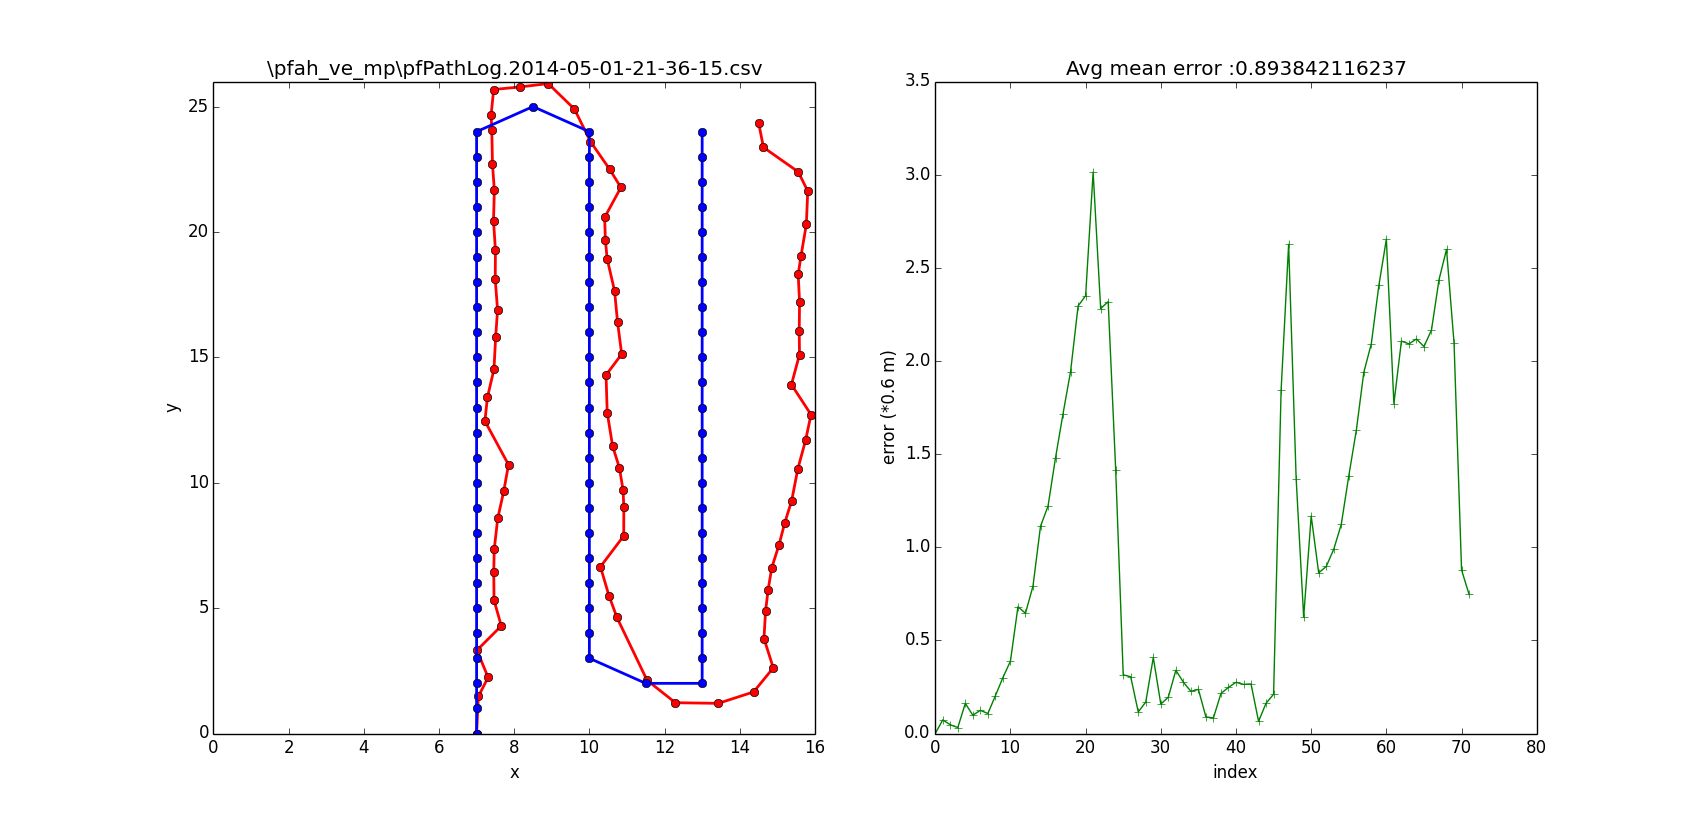 \pfah_ve_mp\pfPathLog.2014-05-01-21-36-15.csv
25
20
15
10
5
0
y
0 2 4 6 8 10 12 14 16
x
Avg mean error :0.893842116237
3.5
3.0
2.5
2.0
1.5
1.0
0.5
0.0
error (*0.6 m)
0 10 20 30 40 50 60 70 80
index